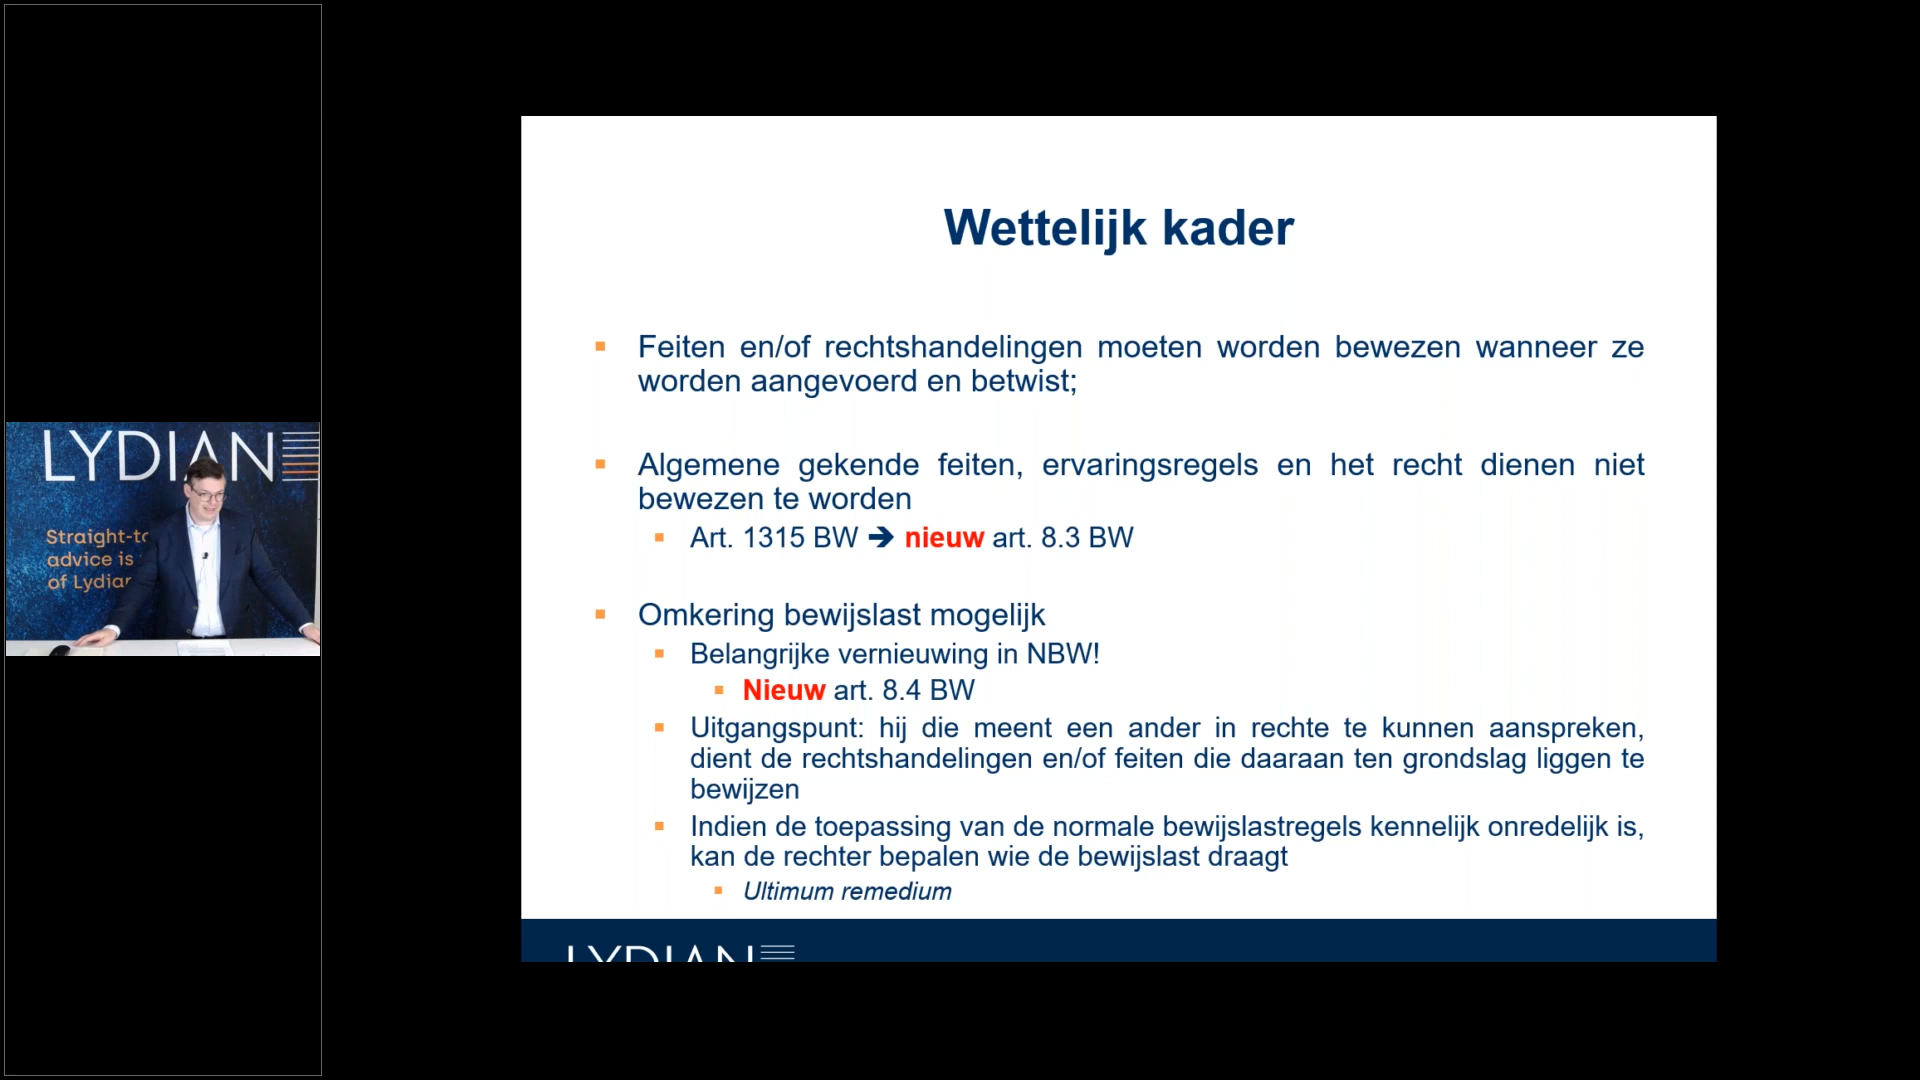 LYDIAN
Straight-to
advice is
of Lydian
Wettelijk kader
▪ Feiten en/of rechtshandelingen moeten worden bewezen wanneer ze
worden aangevoerd en betwist;
▪ Algemene gekende feiten, ervaringsregels en het recht dienen niet
bewezen te worden
▪ Art. 1315 BW ➔ nieuw art. 8.3 BW
▪ Omkering bewijslast mogelijk
▪ Belangrijke vernieuwing in NBW!
▪ Nieuw art. 8.4 BW
▪ Uitgangspunt: hij die meent een ander in rechte te kunnen aanspreken,
dient de rechtshandelingen en/of feiten die daaraan ten grondslag liggen te
bewijzen
▪ Indien de toepassing van de normale bewijslastregels kennelijk onredelijk is,
kan de rechter bepalen wie de bewijslast draagt
▪ Ultimum remedium
LYDIAN